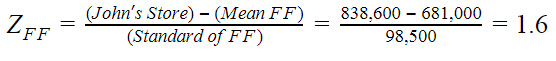 Z_FF = (John's Store) – (Mean FF) / (Standard of FF) = 838,600 – 681,000 / 98,500 = 1.6